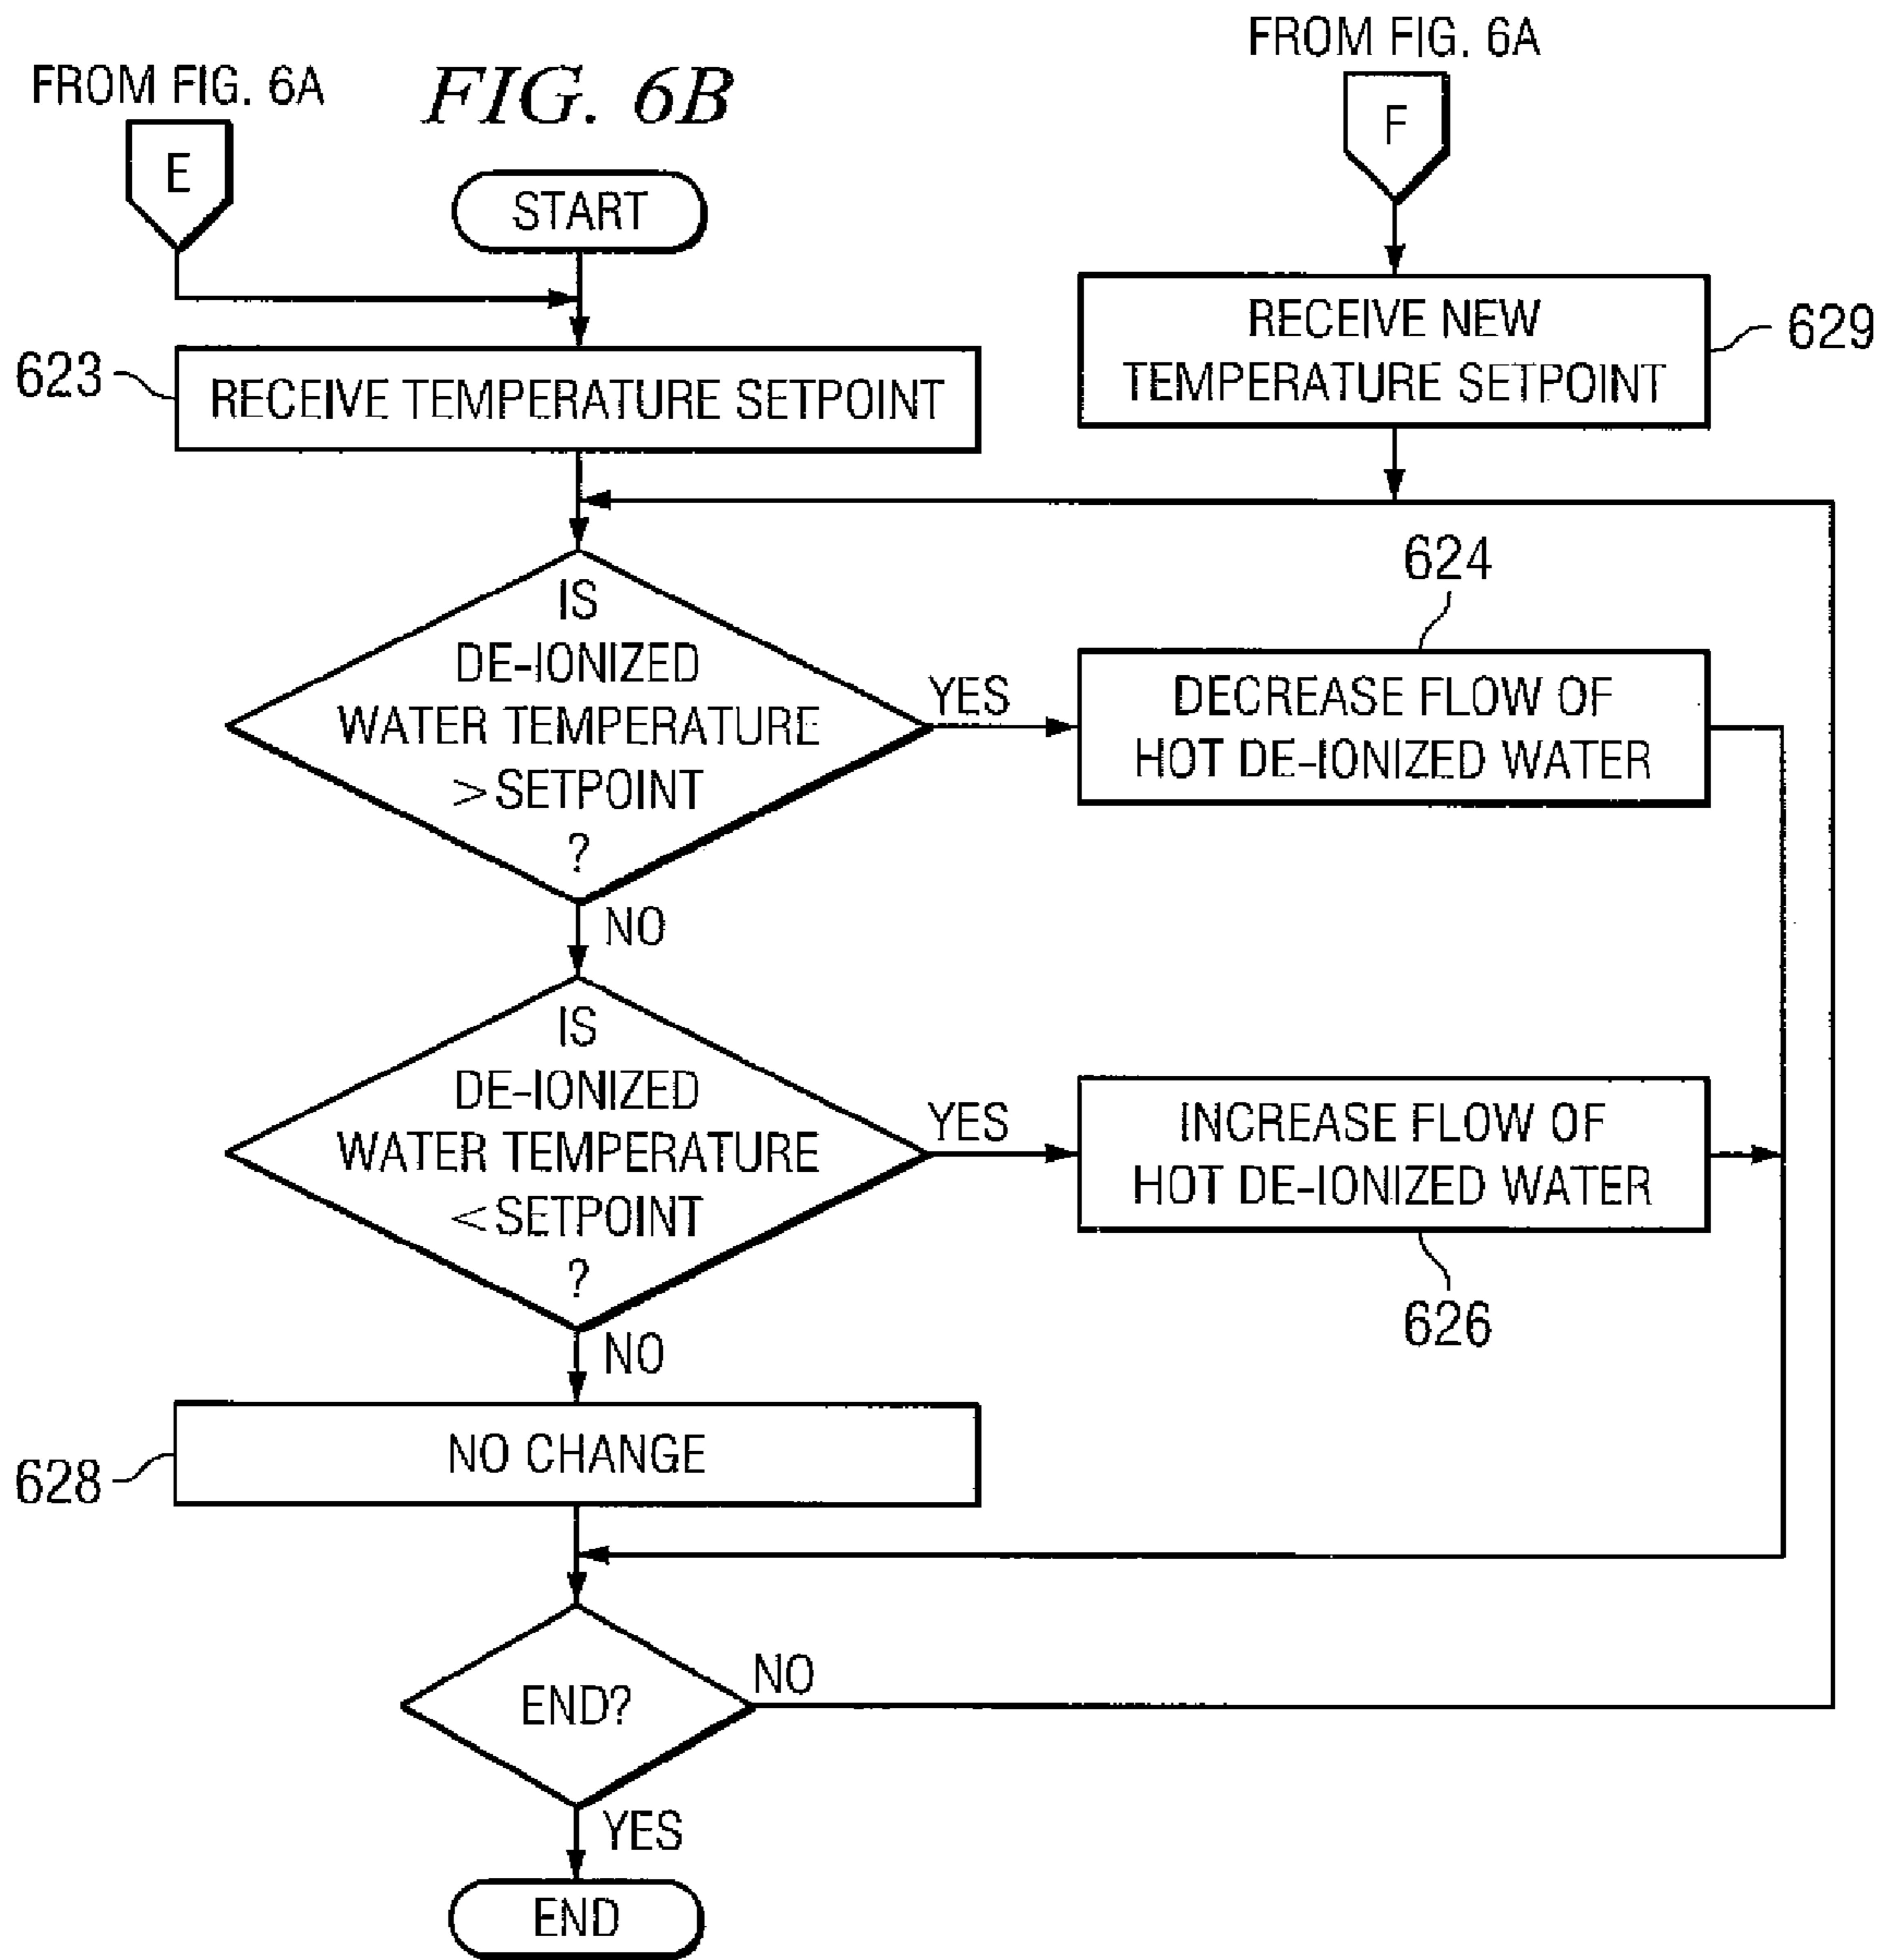 FROM FIG. 6A
FIG. 6B
FROM FIG. 6A
E
F
START
RECEIVE NEW
TEMPERATURE SETPOINT
629
623
RECEIVE TEMPERATURE SETPOINT
624
IS
DE-IONIZED
WATER TEMPERATURE
>SETPOINT
?
YES
DECREASE FLOW OF
HOT DE-IONIZED WATER
NO
IS
DE-IONIZED
WATER TEMPERATURE
<SETPOINT
?
YES
INCREASE FLOW OF
HOT DE-IONIZED WATER
626
NO
628
NO CHANGE
END?
NO
YES
END